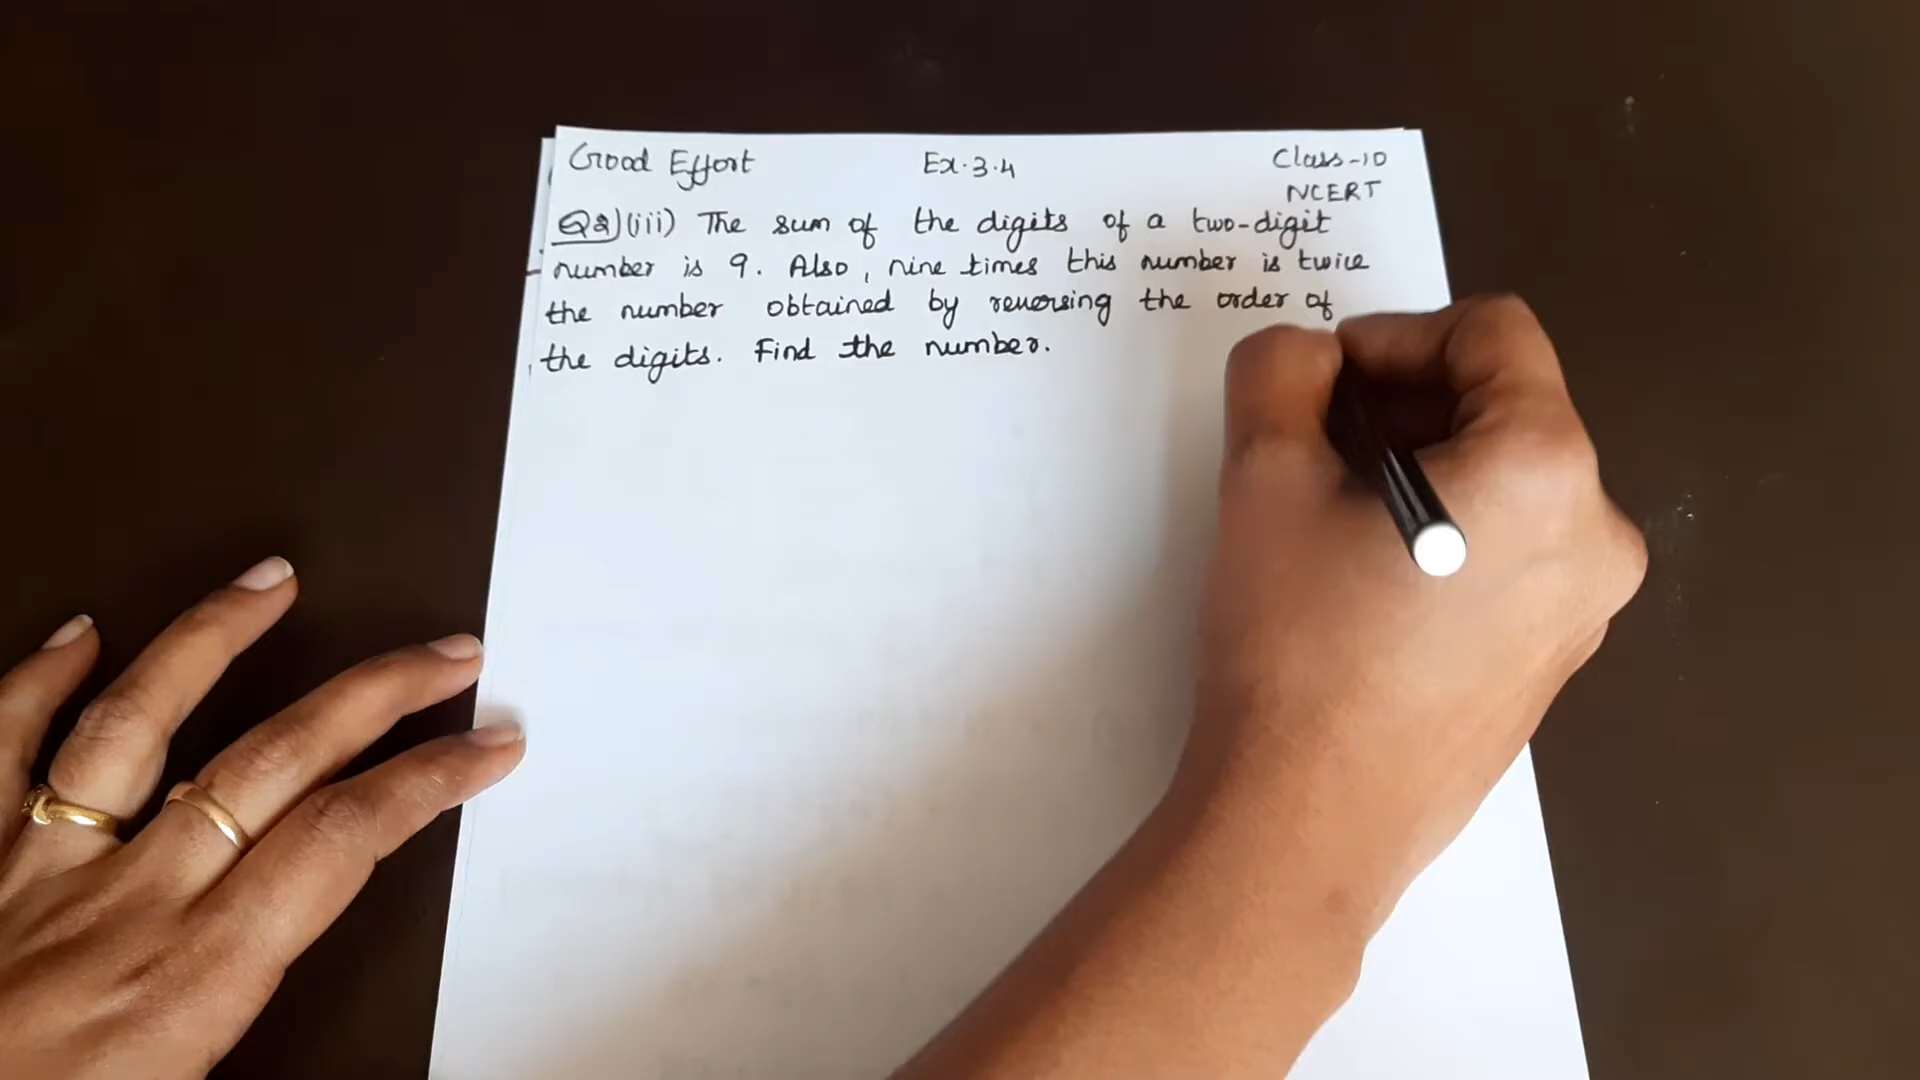 Good Effort
Ex.3.4
Class-10
NCERT
Q2)(iii) The sum of the digits of a two-digit
number is 9. Also, nine times this number is twice
the number obtained by reversing the order of
the digits. Find the number.